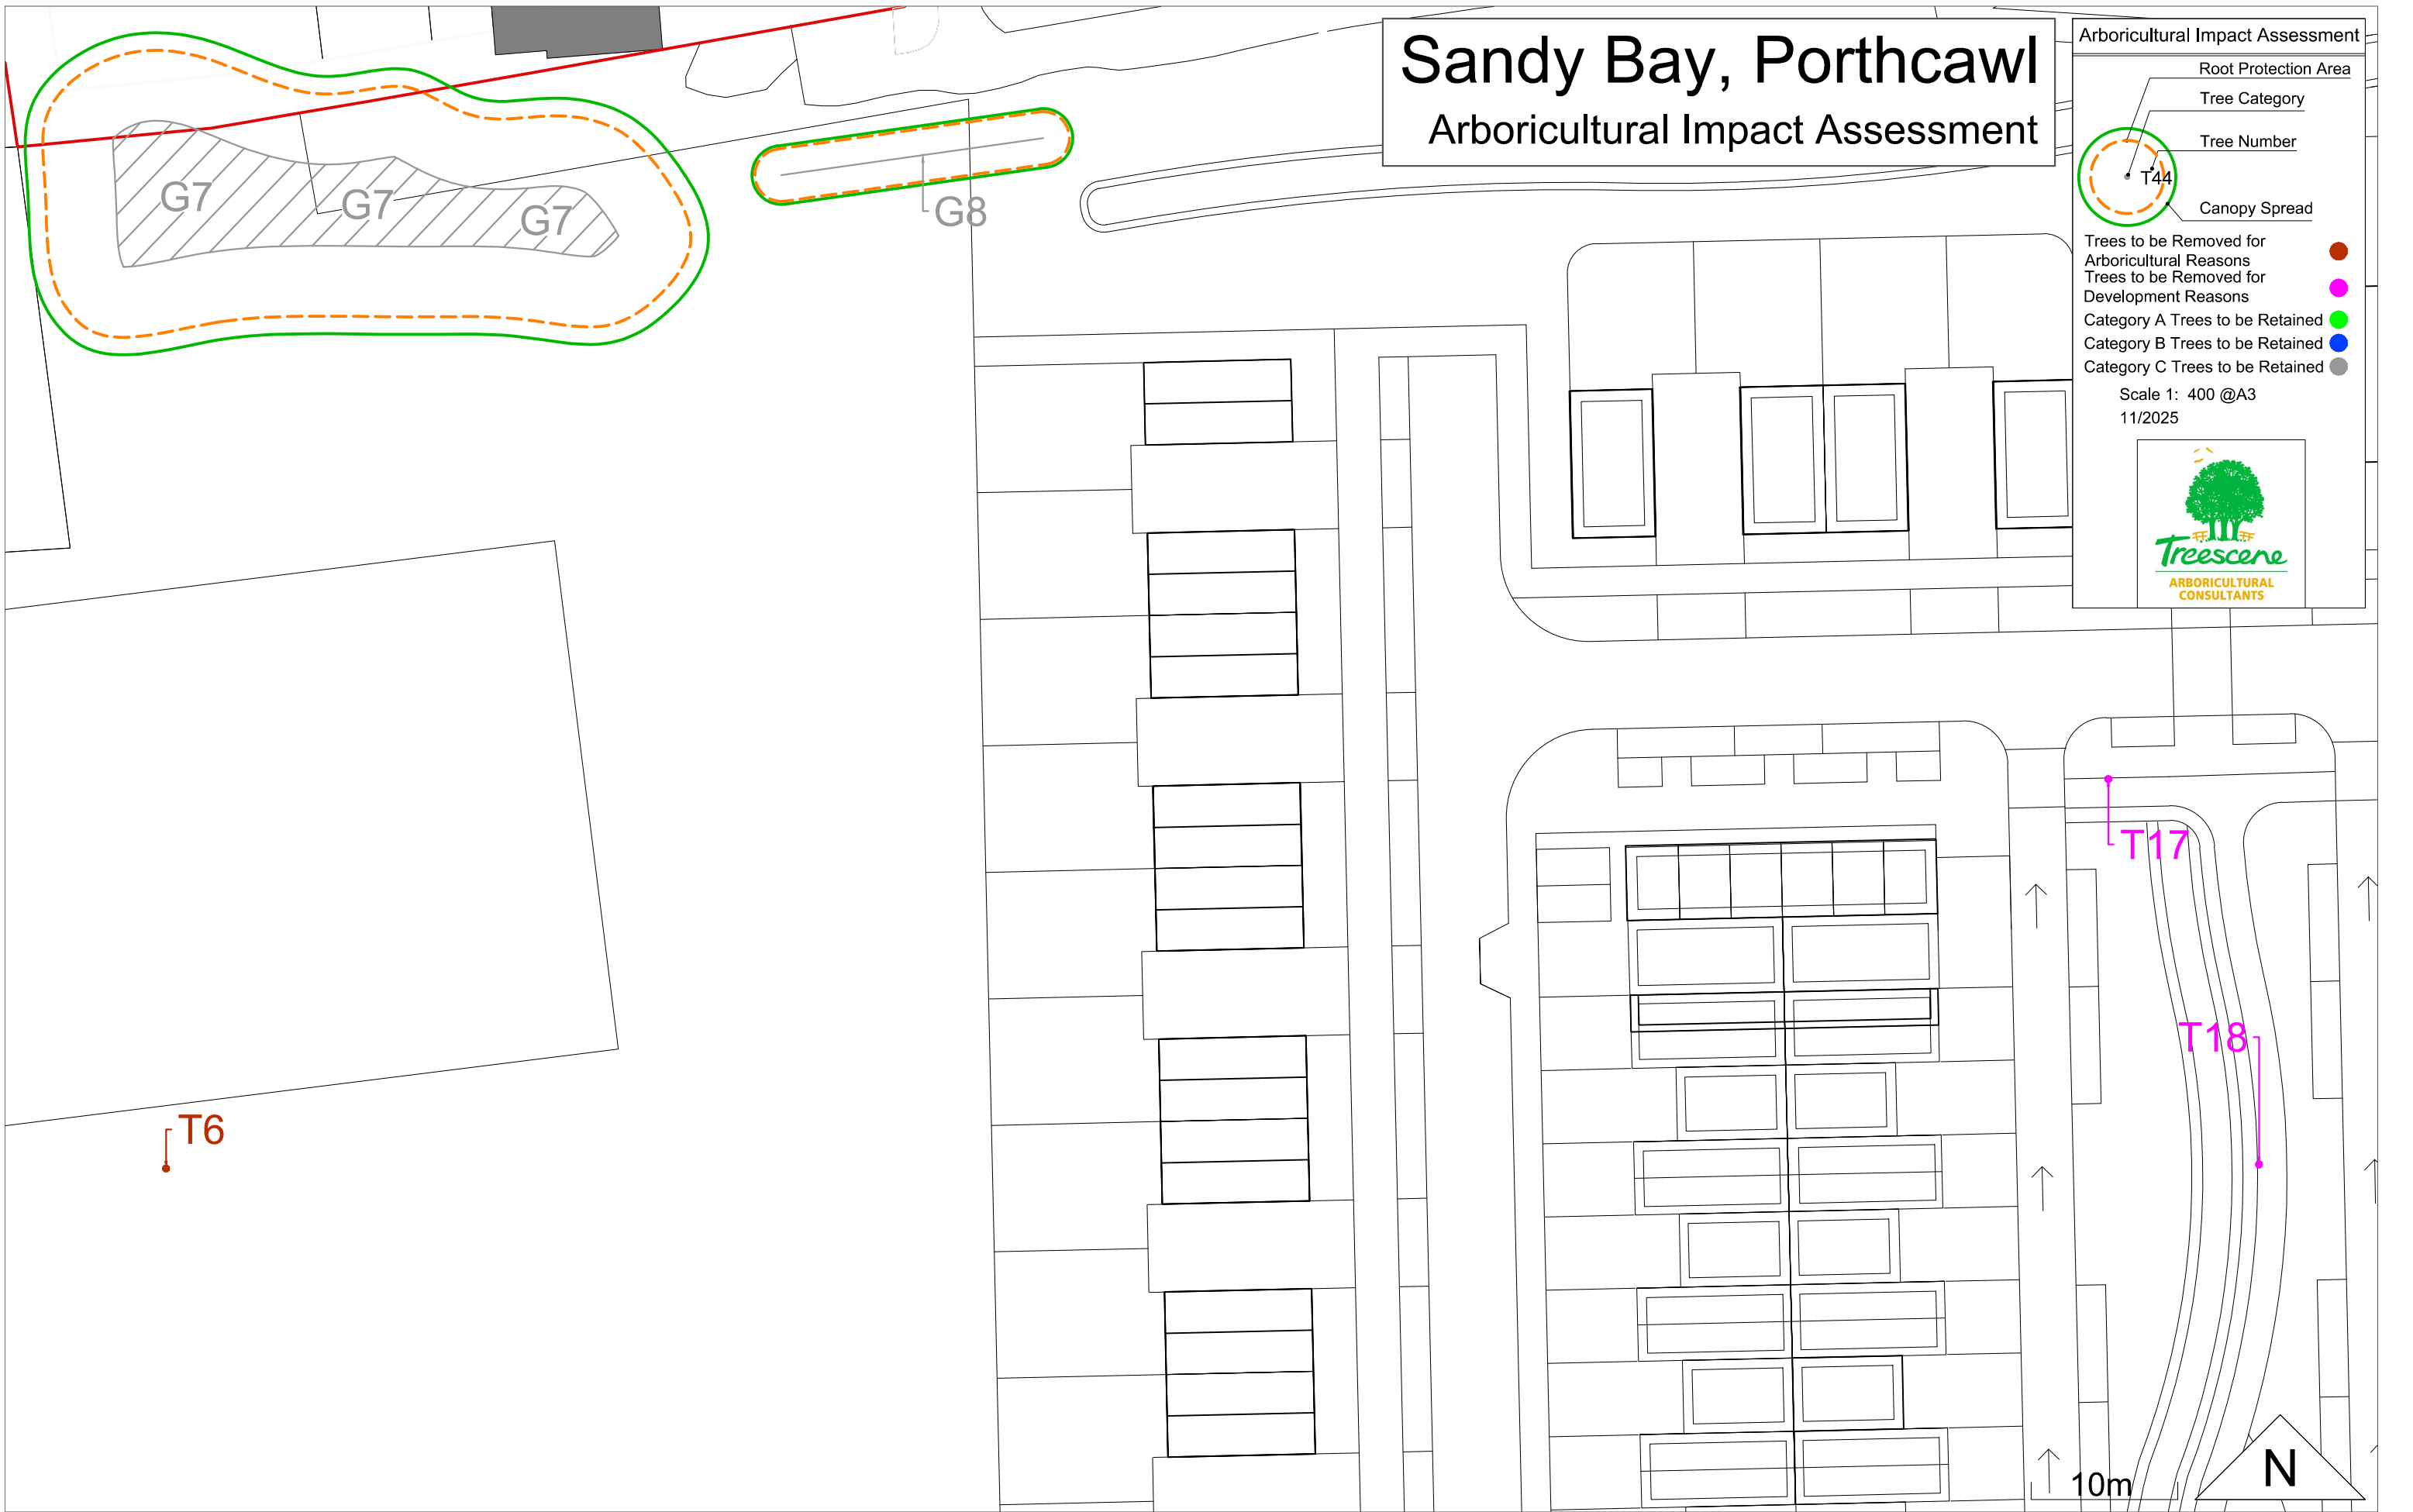 Sandy Bay, Porthcawl
Arboricultural Impact Assessment
Arboricultural Impact Assessment
Root Protection Area
Tree Category
Tree Number
T44
Canopy Spread
Trees to be Removed for
Arboricultural Reasons
Trees to be Removed for
Development Reasons
Category A Trees to be Retained
Category B Trees to be Retained
Category C Trees to be Retained
Scale 1: 400 @A3
11/2025
Treescene
ARBORICULTURAL
CONSULTANTS
G7
G7
G7
G8
T17
T18
T6
10m
N